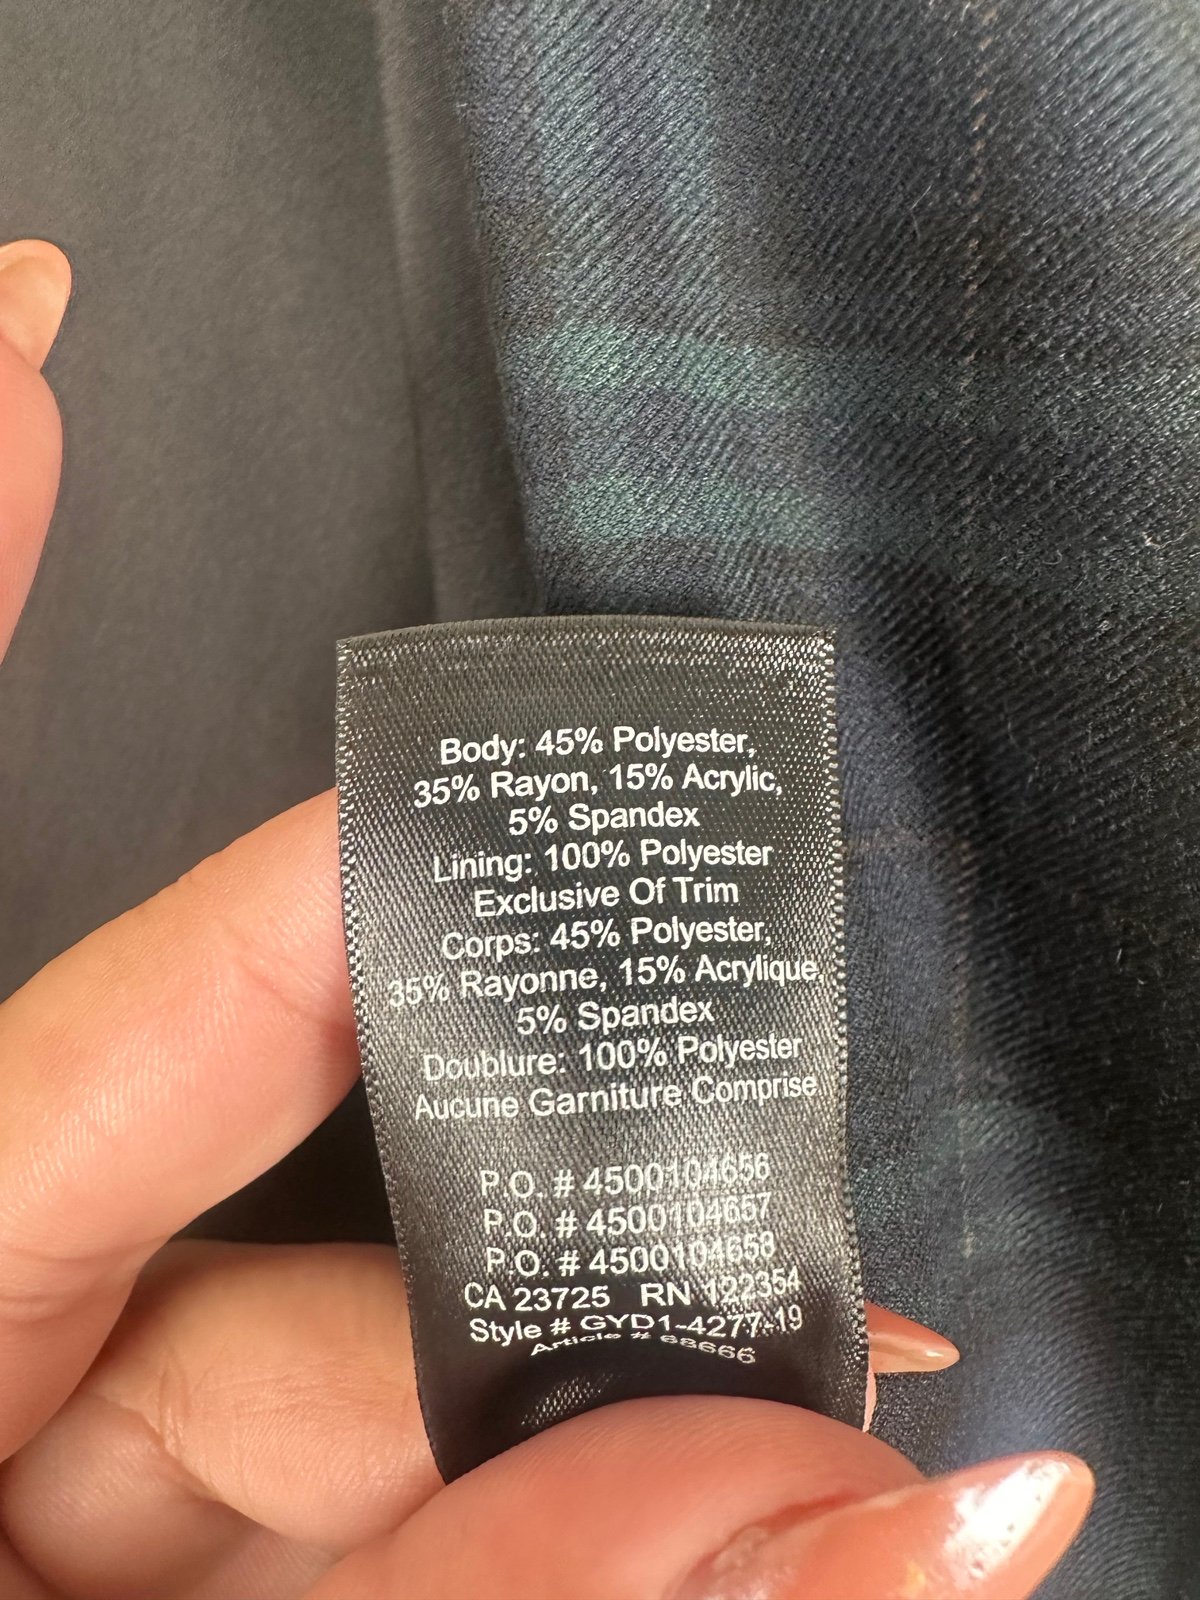 Body: 45% Polyester,
35% Rayon, 15% Acrylic,
5% Spandex
Lining: 100% Polyester
Exclusive Of Trim
Corps: 45% Polyester,
35% Rayonne, 15% Acrylique,
5% Spandex
Doublure: 100% Polyester
Aucune Garniture Comprise
P.O. # 4500104656
P.O. # 4500104657
P.O. # 4500104658
CA 23725 RN 122354
Style # GYD1-4277-19
Article # 68666